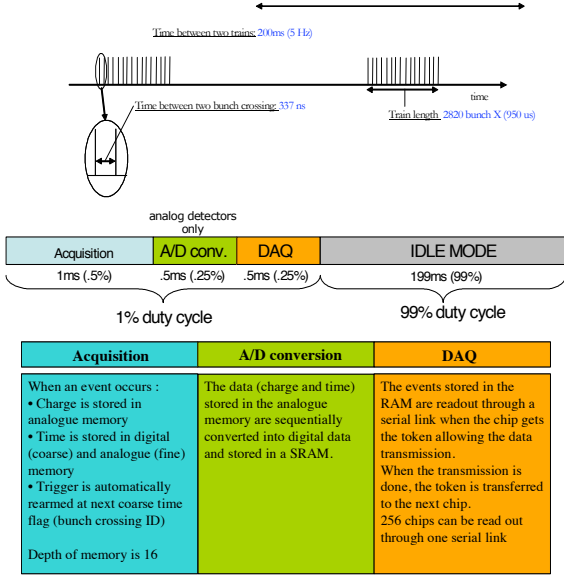 Time between two trains: 200ms (5 Hz)
time
Time between two bunch crossing: 337 ns
Train length 2820 bunch X (950 us)
analog detectors
only
Acquisition
A/D conv.
DAQ
IDLE MODE
1ms (.5%)
.5ms (.25%)
.5ms (.25%)
199ms (99%)
1% duty cycle
99% duty cycle
Acquisition
A/D conversion
DAQ
When an event occurs :
• Charge is stored in
analogue memory
• Time is stored in digital
(coarse) and analogue (fine)
memory
• Trigger is automatically
rearmed at next coarse time
flag (bunch crossing ID)
Depth of memory is 16
The data (charge and time)
stored in the analogue
memory are sequentially
converted into digital data
and stored in a SRAM.
The events stored in the
RAM are readout through a
serial link when the chip gets
the token allowing the data
transmission.
When the transmission is
done, the token is transferred
to the next chip.
256 chips can be read out
through one serial link